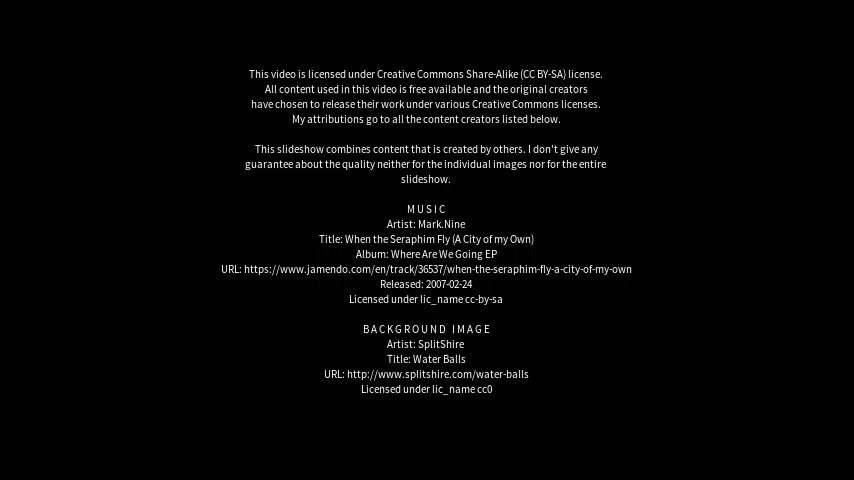 This video is licensed under Creative Commons Share-Alike (CC BY-SA) license.
All content used in this video is free available and the original creators
have chosen to release their work under various Creative Commons licenses.
My attributions go to all the content creators listed below.
This slideshow combines content that is created by others. I don't give any
guarantee about the quality neither for the individual images nor for the entire
slideshow.
MUSIC
Artist: Mark.Nine
Title: When the Seraphim Fly (A City of my Own)
Album: Where Are We Going EP
URL: https://www.jamendo.com/en/track/36537/when-the-seraphim-fly-a-city-of-my-own
Released: 2007-02-24
Licensed under lic_name cc-by-sa
BACKGROUND IMAGE
Artist: SplitShire
Title: Water Balls
URL: http://www.splitshire.com/water-balls
Licensed under lic_name cc0